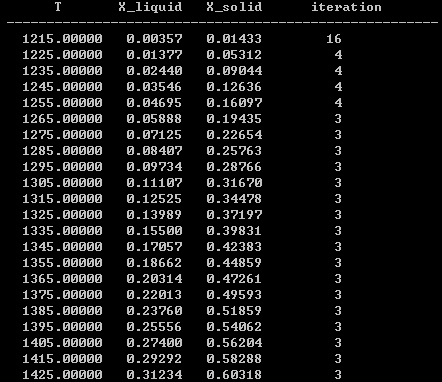 T X_liquid X_solid iteration
1215.00000 0.00357 0.01433 16
1225.00000 0.01377 0.05312 4
1235.00000 0.02440 0.09044 4
1245.00000 0.03546 0.12636 4
1255.00000 0.04695 0.16097 4
1265.00000 0.05888 0.19435 3
1275.00000 0.07125 0.22654 3
1285.00000 0.08407 0.25763 3
1295.00000 0.09734 0.28766 3
1305.00000 0.11107 0.31670 3
1315.00000 0.12525 0.34478 3
1325.00000 0.13989 0.37197 3
1335.00000 0.15500 0.39831 3
1345.00000 0.17057 0.42383 3
1355.00000 0.18662 0.44859 3
1365.00000 0.20314 0.47261 3
1375.00000 0.22013 0.49593 3
1385.00000 0.23760 0.51859 3
1395.00000 0.25556 0.54062 3
1405.00000 0.27400 0.56204 3
1415.00000 0.29292 0.58288 3
1425.00000 0.31234 0.60318 3